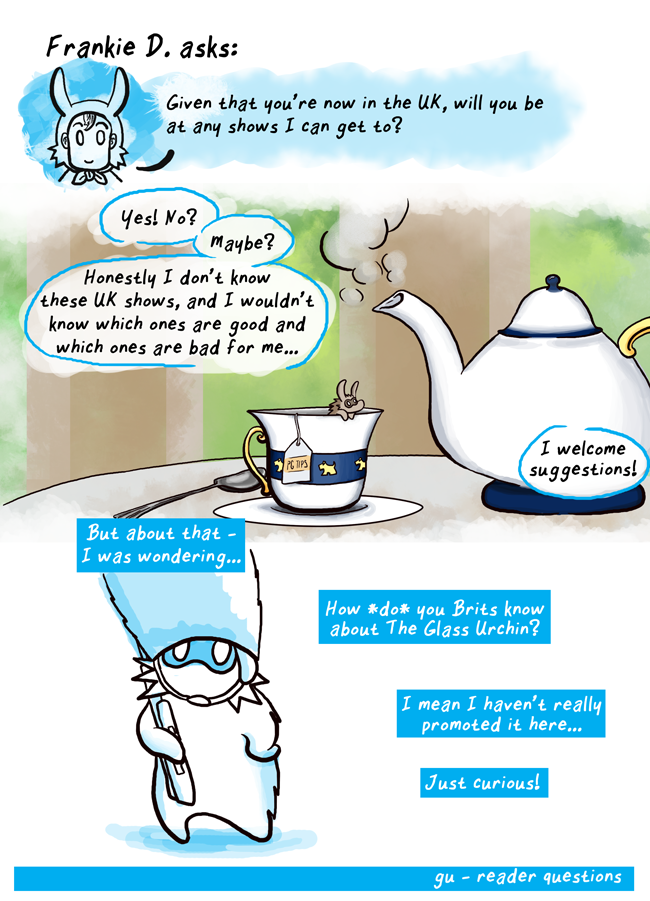 Frankie D. asks:
Given that you're now in the UK, will you be
at any shows I can get to?
Yes! No?
Maybe?
Honestly I don't know
these UK shows, and I wouldn't
know which ones are good and
which ones are bad for me...
PG TIPS
I welcome
suggestions!
But about that -
I was wondering...
How *do* you Brits know
about The Glass Urchin?
I mean I haven't really
promoted it here...
Just curious!
gu - reader questions